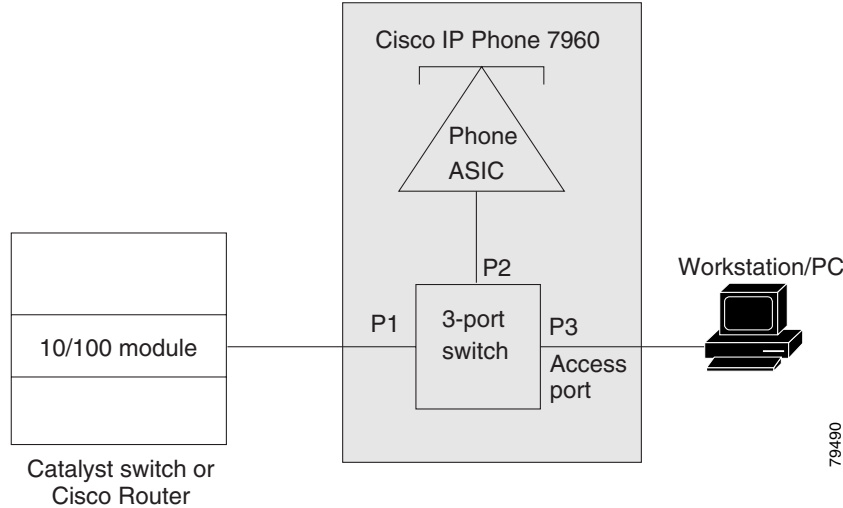 Cisco IP Phone 7960
Phone
ASIC
P2
Workstation/PC
P1
3-port
switch
P3
10/100 module
Access
port
Catalyst switch or
Cisco Router
79490